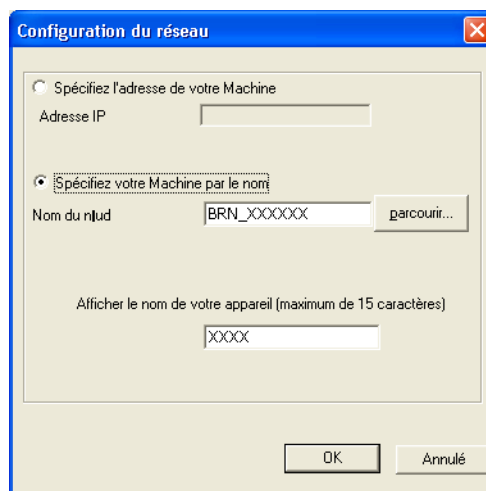 Configuration du réseau
Spécifiez l'adresse de votre Machine
Adresse IP
Spécifiez votre Machine par le nom
Nom du nlud
BRN_XXXXXX
parcourir...
Afficher le nom de votre appareil (maximum de 15 caractères)
XXXX
OK
Annulé